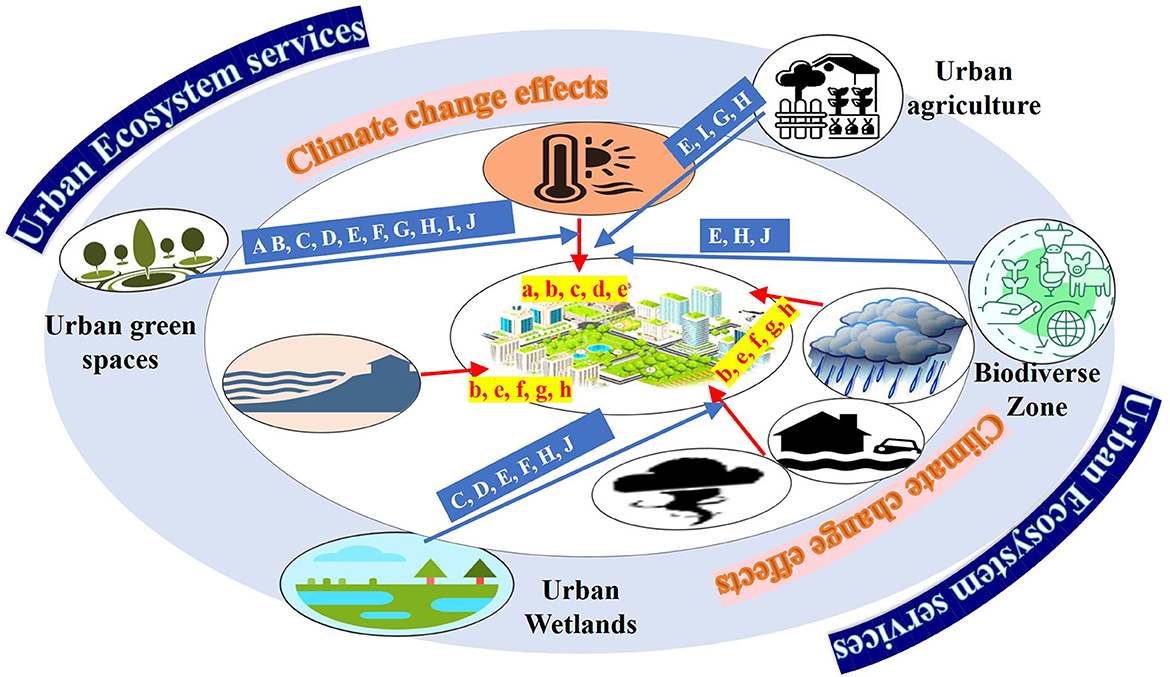 Urban Ecosystem services
Climate change effects
Urban
agriculture
E, I, G, H
A B, C, D, E, F, G, H, I, J
E, H, J
Urban green
spaces
a, b, c, d, e
b, e, f, g, h
b, e, f, g, h
Biodiverse
Zone
C, D, E, F, H, J
Climate change effects
Urban Ecosystem services
Urban
Wetlands